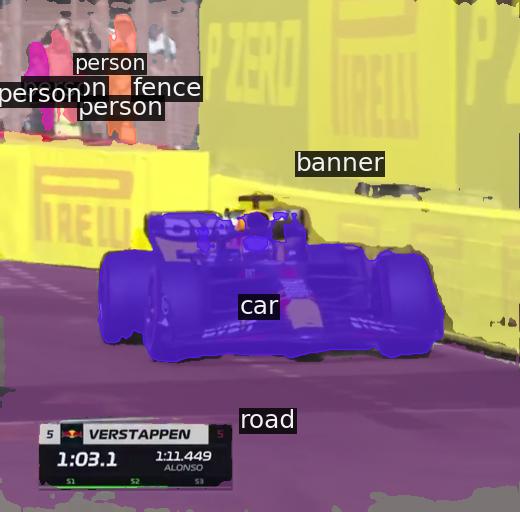 person
person fence
person person
P ZERO
PIRELLI
P Z
banner
PIRELLI
car
road
5 VERSTAPPEN 5
1:03.1 1:11.449
ALONSO
S1 S2 S3